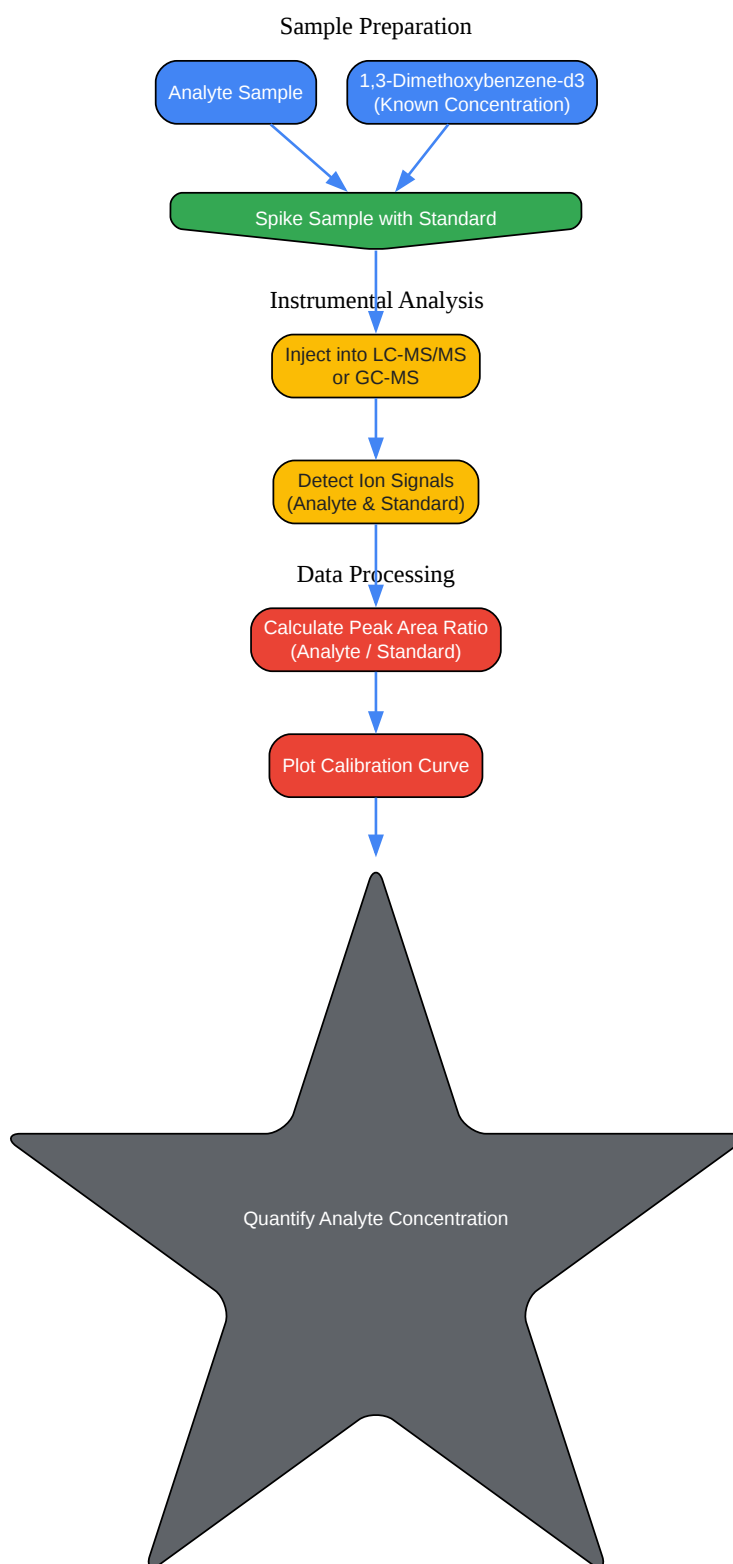 Sample Preparation
Analyte Sample
1,3-Dimethoxybenzene-d3
(Known Concentration)
Spike Sample with Standard
Instrumental Analysis
Inject into LC-MS/MS
or GC-MS
Detect Ion Signals
(Analyte & Standard)
Data Processing
Calculate Peak Area Ratio
(Analyte / Standard)
Plot Calibration Curve
Quantify Analyte Concentration